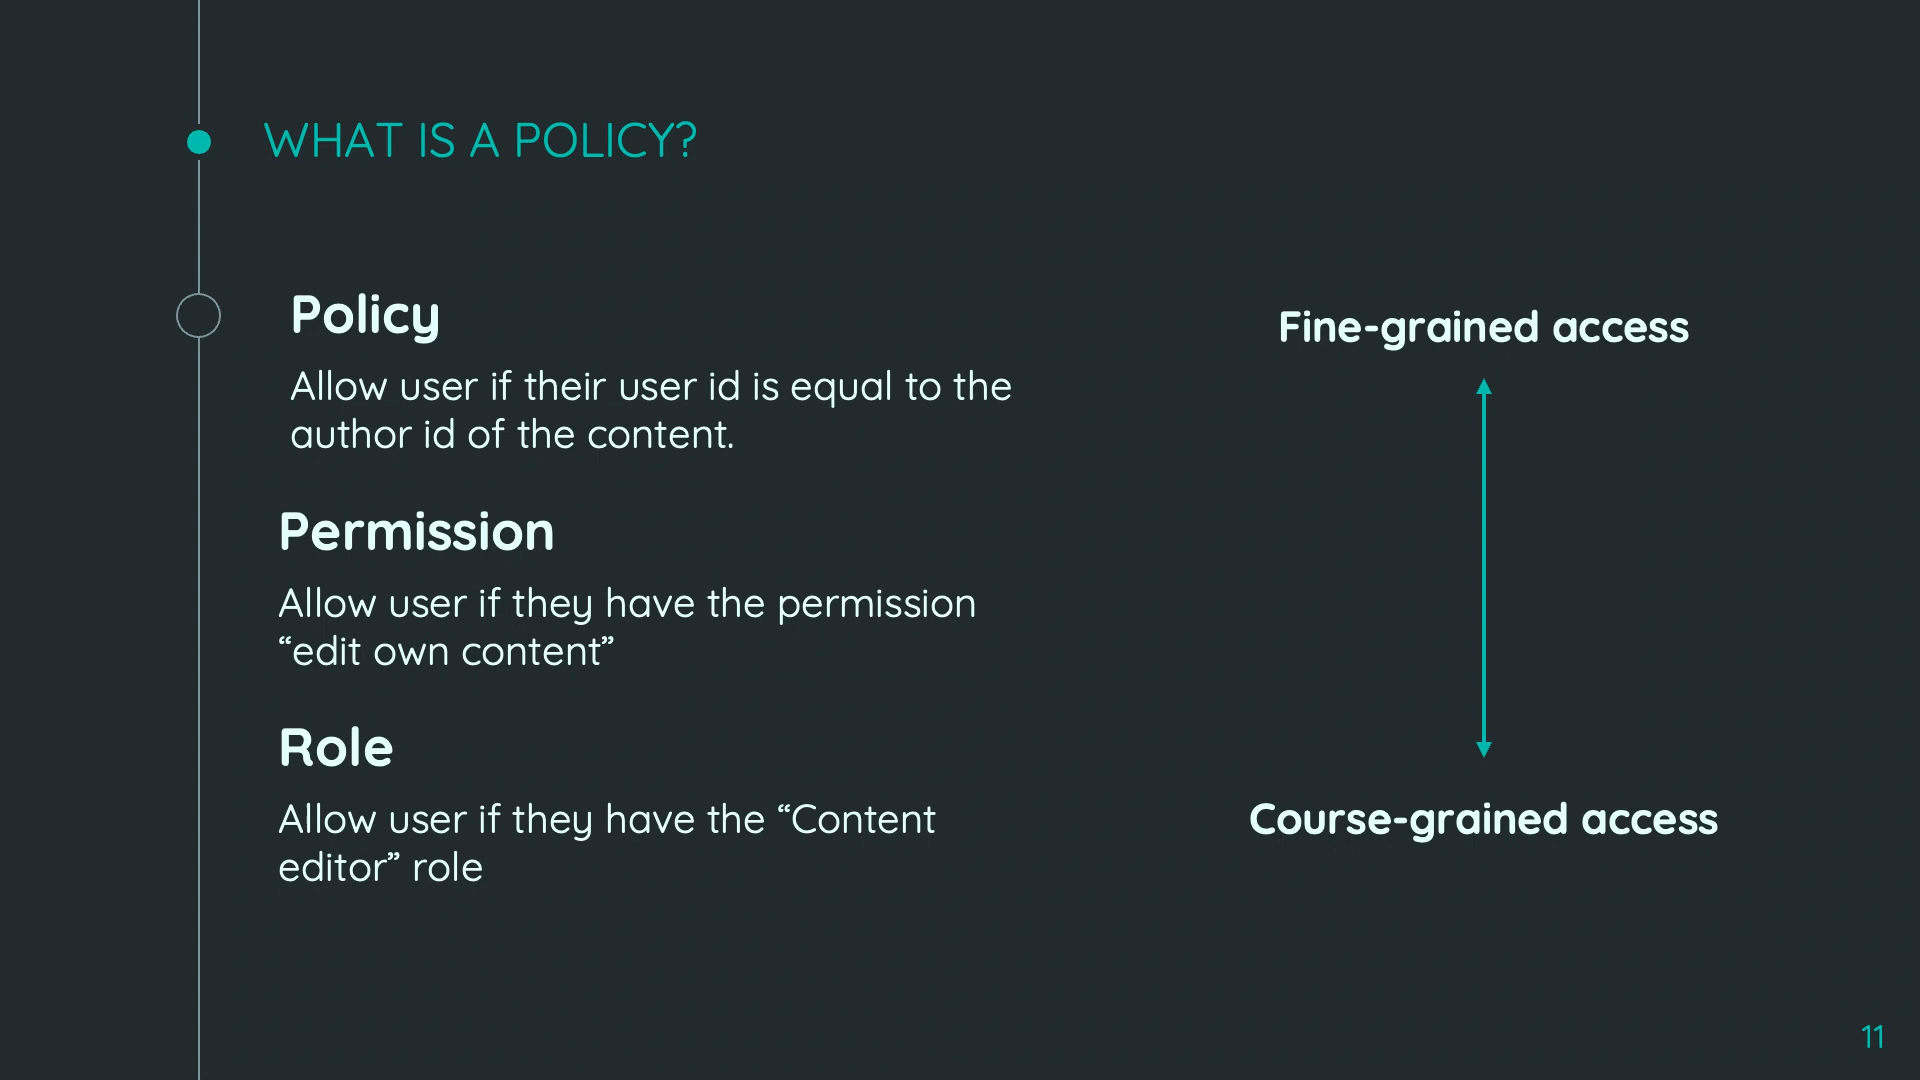 WHAT IS A POLICY?
Policy
Allow user if their user id is equal to the
author id of the content.
Permission
Allow user if they have the permission
“edit own content”
Role
Allow user if they have the “Content
editor” role
Fine-grained access
Course-grained access
11